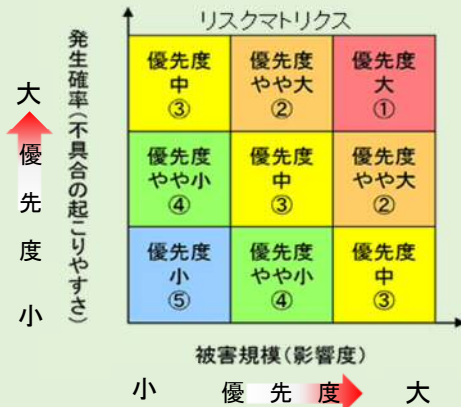 リスクマトリクス
発生確率(不具合の起こりやすさ)
大
優先度
小
優先度
中
③
優先度
やや大
②
優先度
大
①
優先度
やや小
④
優先度
中
③
優先度
やや大
②
優先度
小
⑤
優先度
やや小
④
優先度
中
③
被害規模(影響度)
小 優先度 大